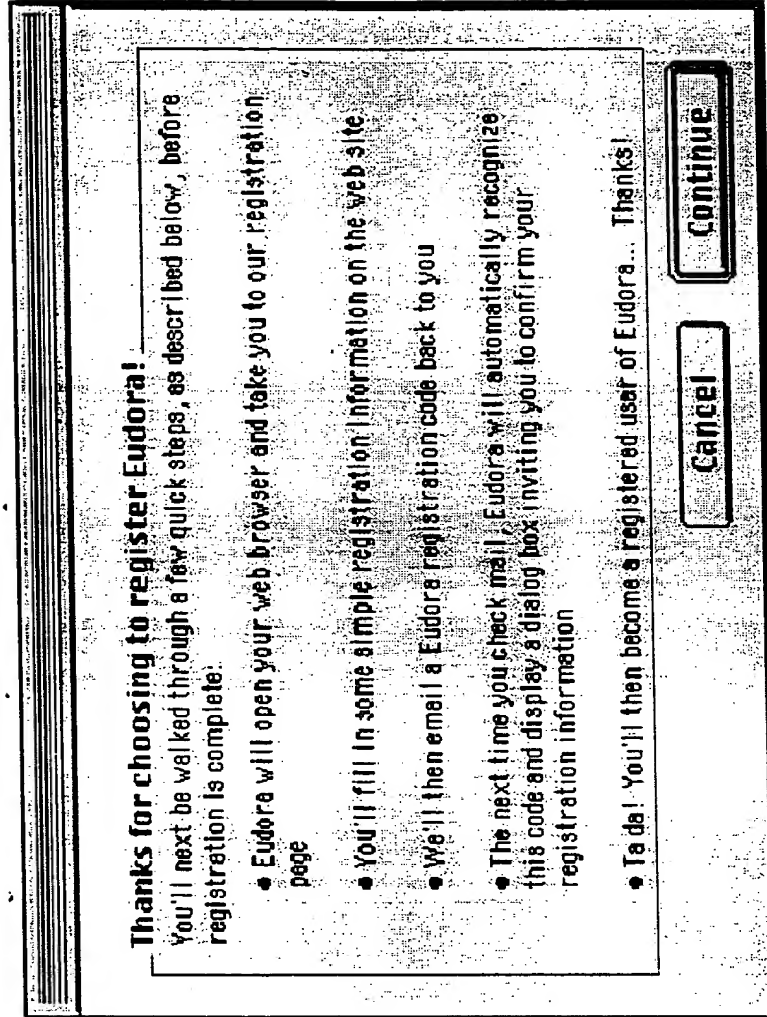 Thanks for choosing to register Eudora!
You'll next be walked through a few quick steps, as described below, before
registration is complete:
• Eudora will open your web browser and take you to our registration
page
• You'll fill in some simple registration information on the web site.
• We'll then email a Eudora registration code back to you
• The next time you check mail, Eudora will automatically recognize
this code and display a dialog box inviting you to confirm your
registration information
• Ta da! You'll then become a registered user of Eudora... Thanks!
Cancel
Continue